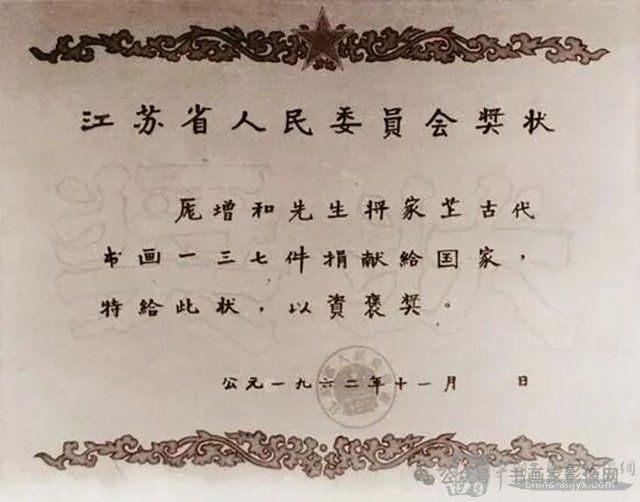 江苏省人民委員会奬状
庞增和先生将家藏古代
书画一三七件捐献給国家，
特給此状，以資褒奬。
公元一九六二年十一月 日